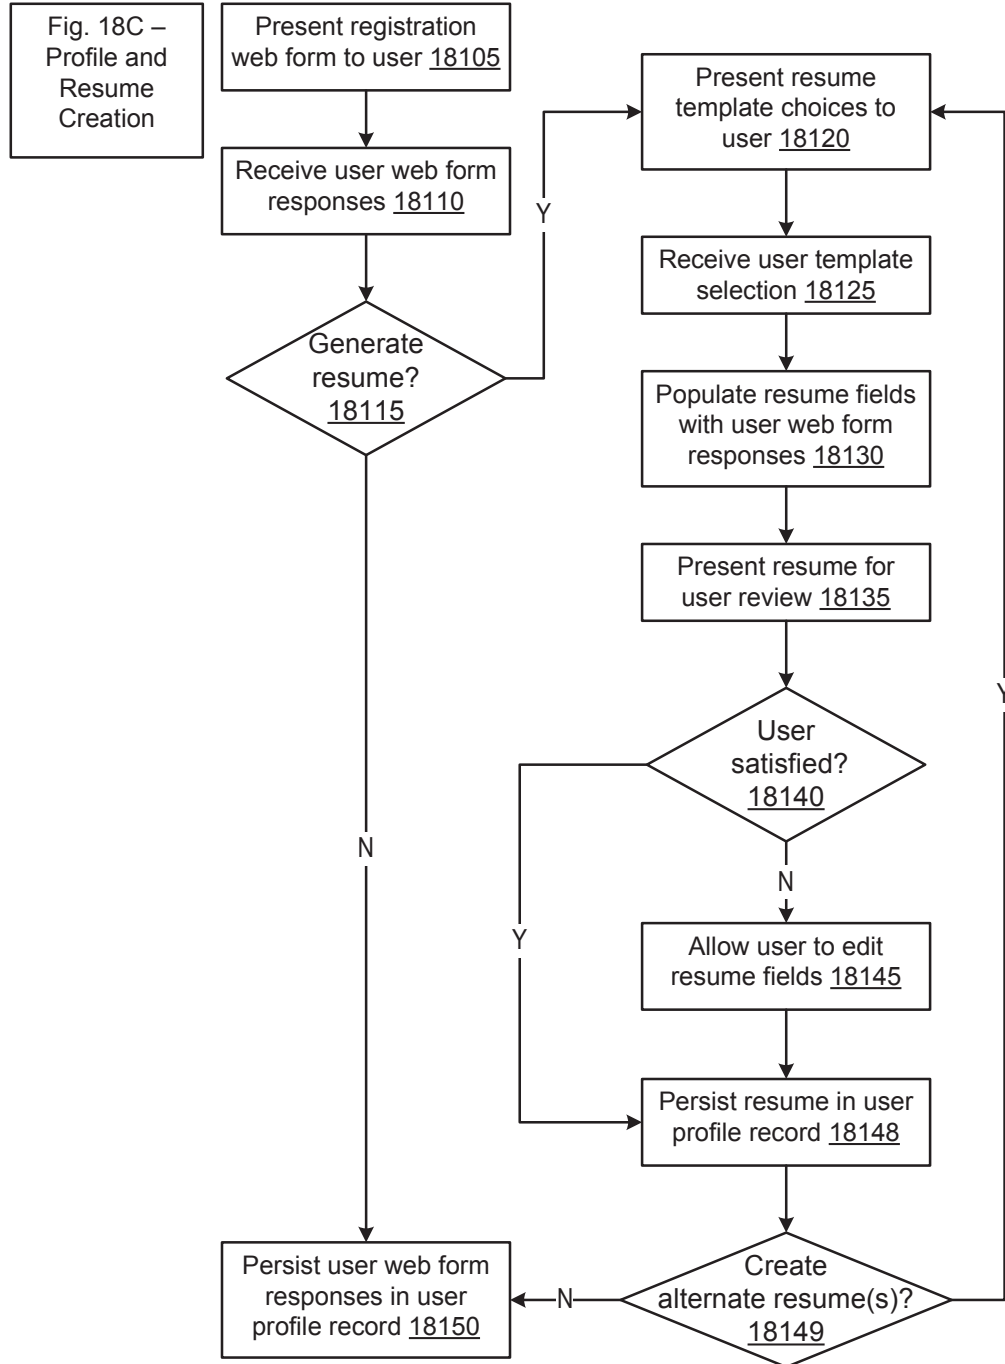 Fig. 18C –
Profile and
Resume
Creation
Present registration
web form to user 18105
Receive user web form
responses 18110
Generate
resume?
18115
Y
N
Present resume
template choices to
user 18120
Receive user template
selection 18125
Populate resume fields
with user web form
responses 18130
Present resume for
user review 18135
User
satisfied?
18140
Y
N
Allow user to edit
resume fields 18145
Persist resume in user
profile record 18148
Create
alternate resume(s)?
18149
Y
N
Persist user web form
responses in user
profile record 18150